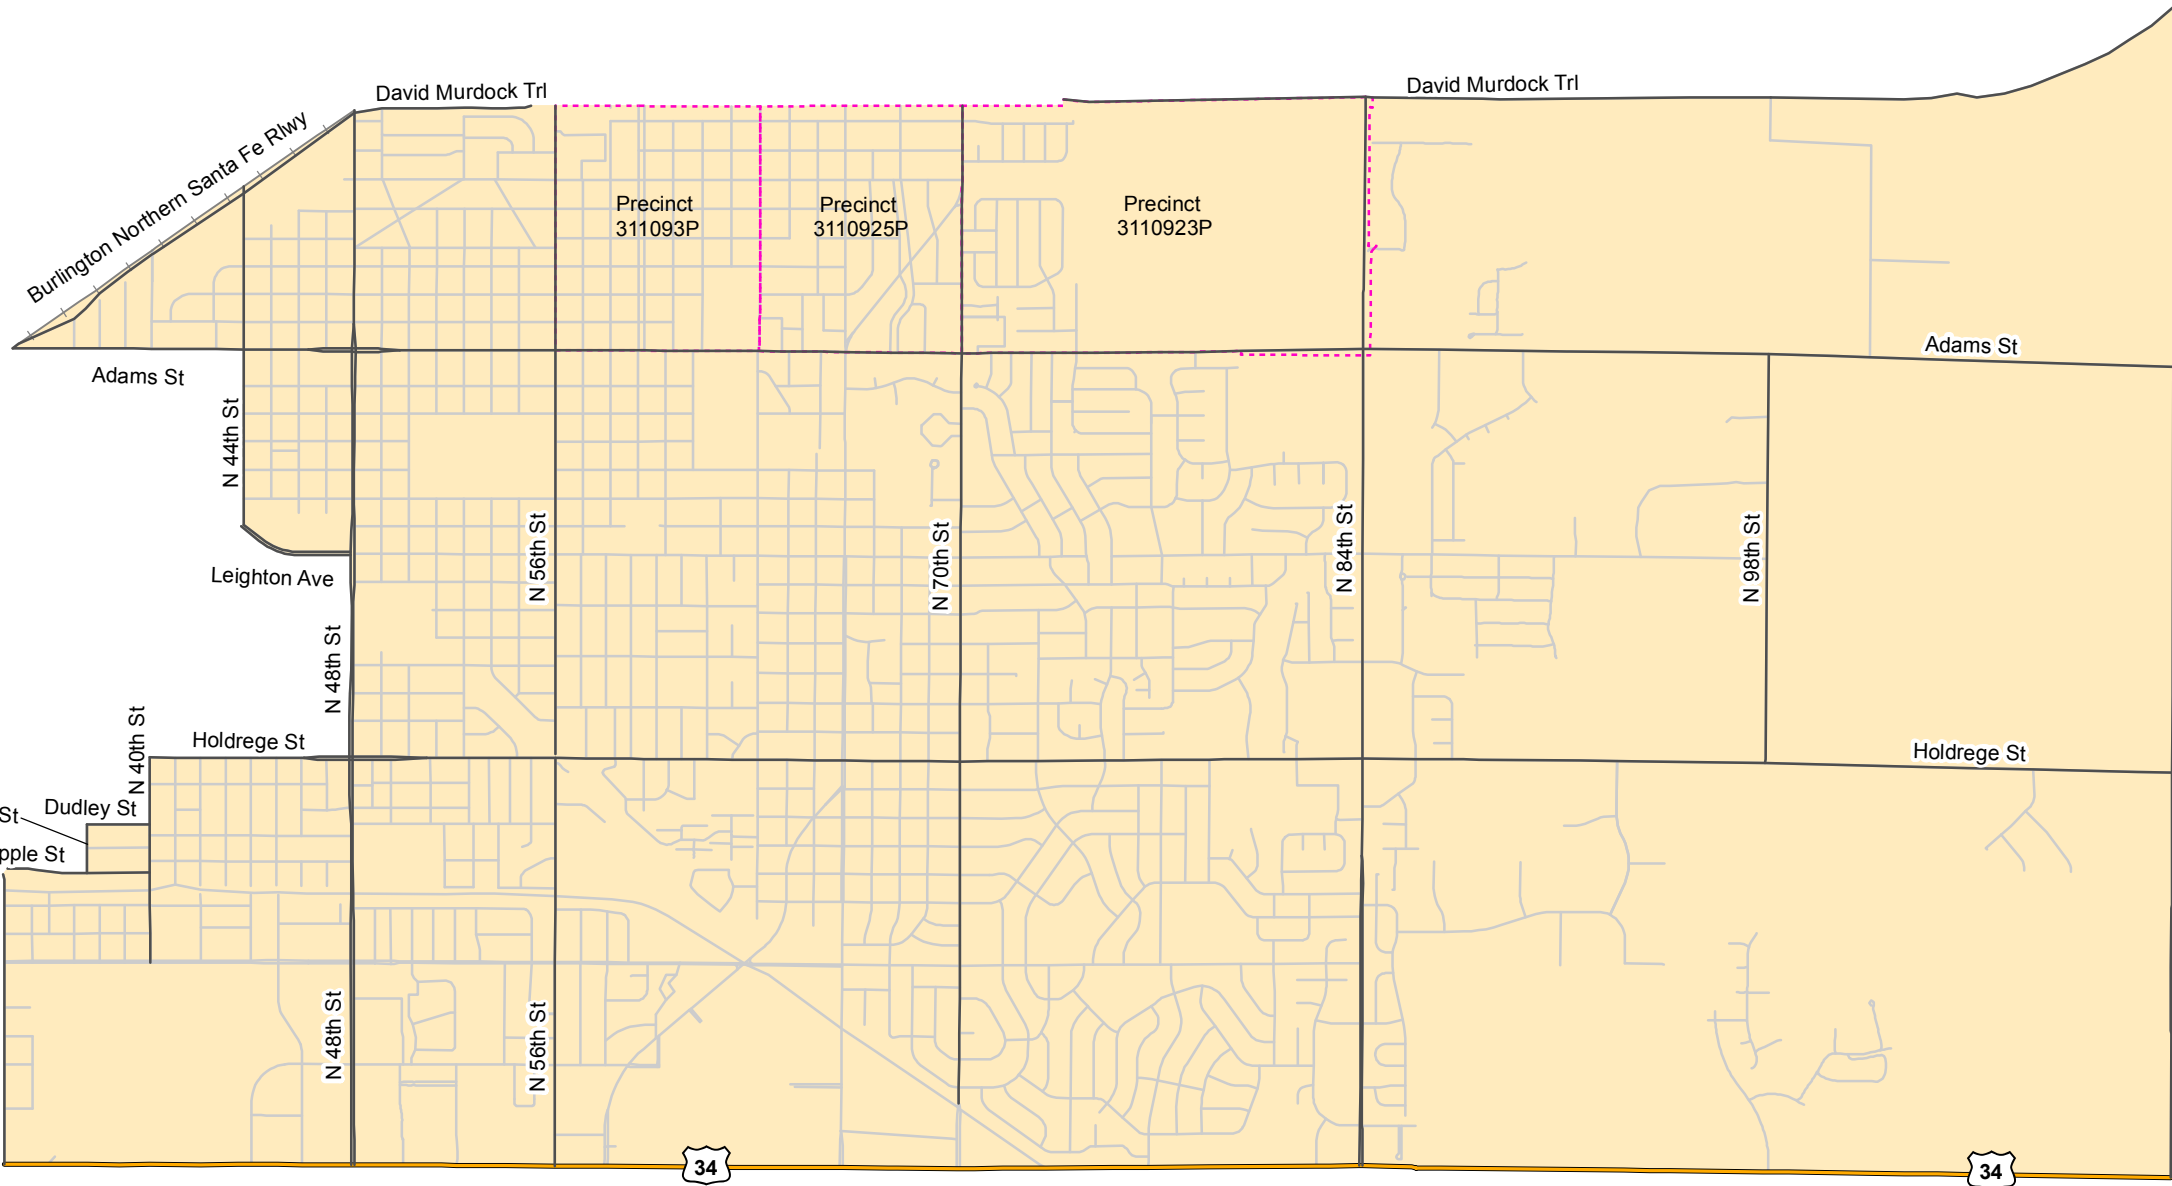 David Murdock Trl
David Murdock Trl
Burlington Northern Santa Fe Rlwy
Precinct
311093P
Precinct
3110925P
Precinct
3110923P
Adams St
Adams St
N 44th St
N 56th St
N 70th St
N 84th St
N 98th St
Leighton Ave
N 48th St
N 40th St
Holdrege St
Holdrege St
St
Dudley St
pple St
N 48th St
N 56th St
34
34